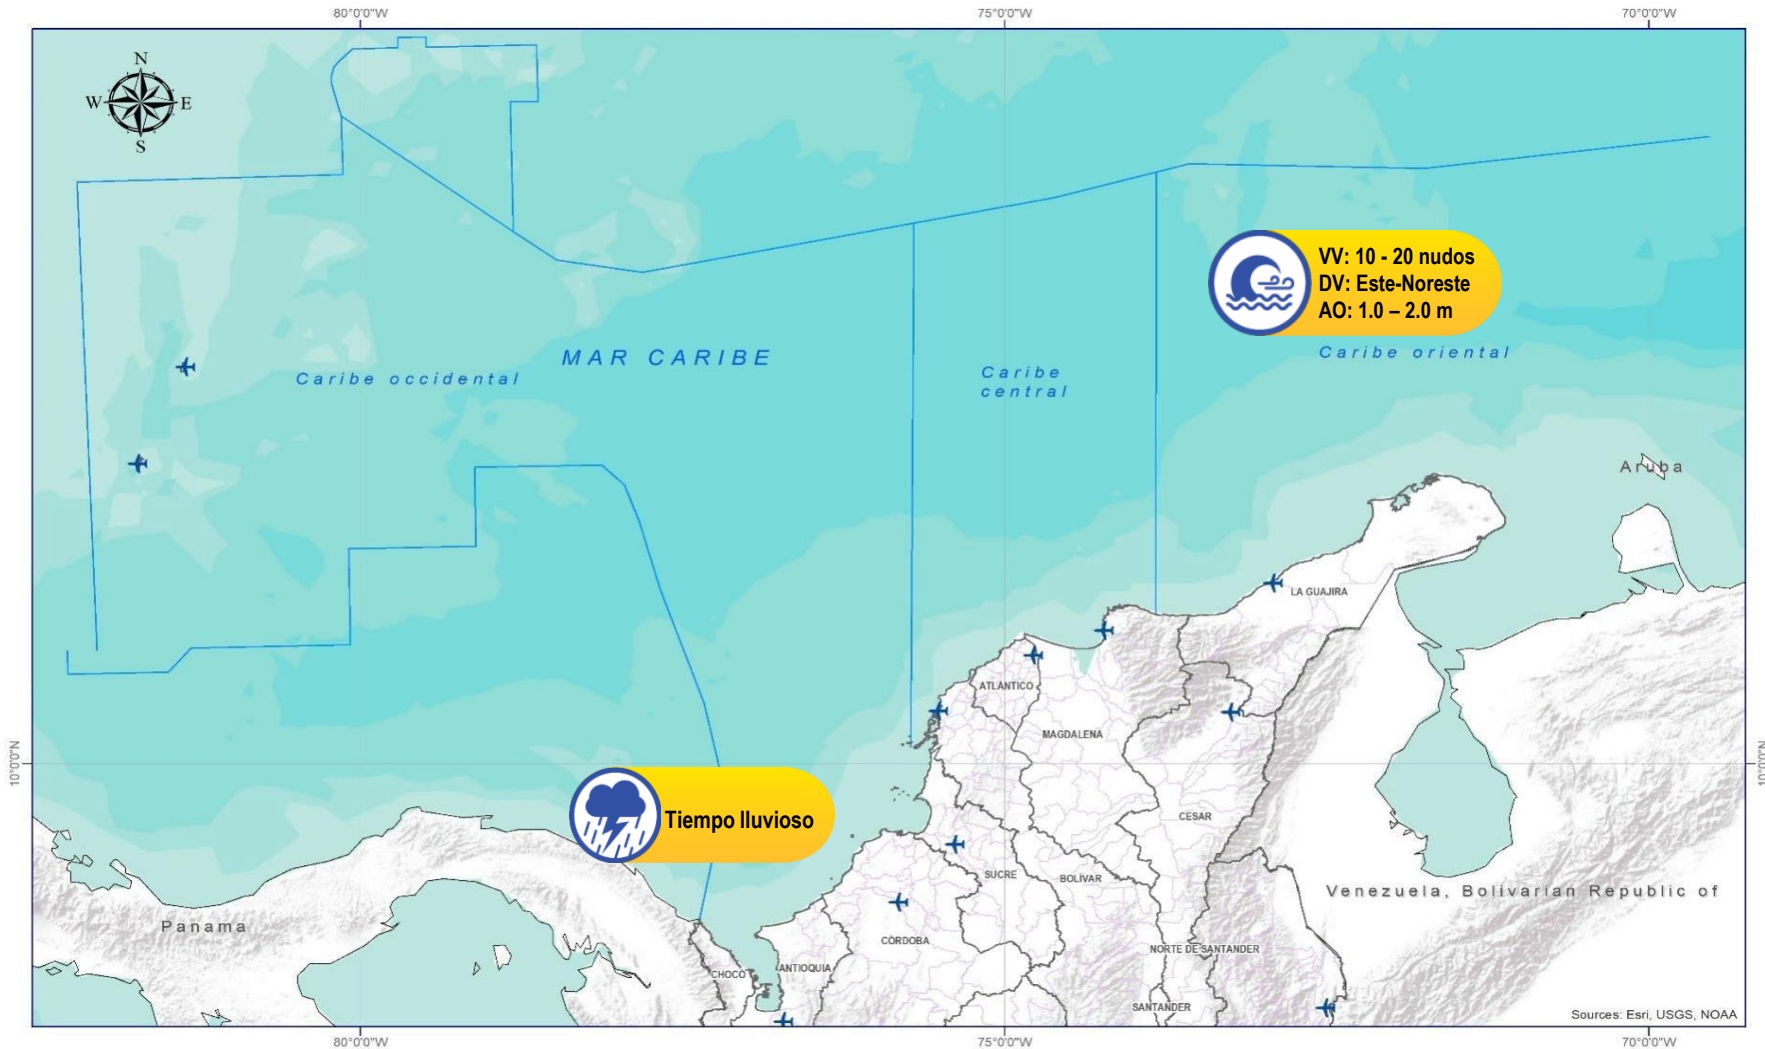 80°0'0"W
75°0'0"W
70°0'0"W
N
W
E
S
VV: 10 - 20 nudos
DV: Este-Noreste
AO: 1.0 – 2.0 m
MAR CARIBE
Caribe oriental
Caribe occidental
Caribe
central
Aruba
LA GUAJIRA
ATLANTICO
MAGDALENA
10°0'0"N
10°0'0"N
Tiempo lluvioso
CESAR
SUCRE
BOLÍVAR
Venezuela, Bolivarian Republic of
Panama
CÓRDOBA
NORTE DE SANTANDER
CHOCO
ANTIOQUIA
SANTANDER
Sources: Esri, USGS, NOAA
80°0'0"W
75°0'0"W
70°0'0"W